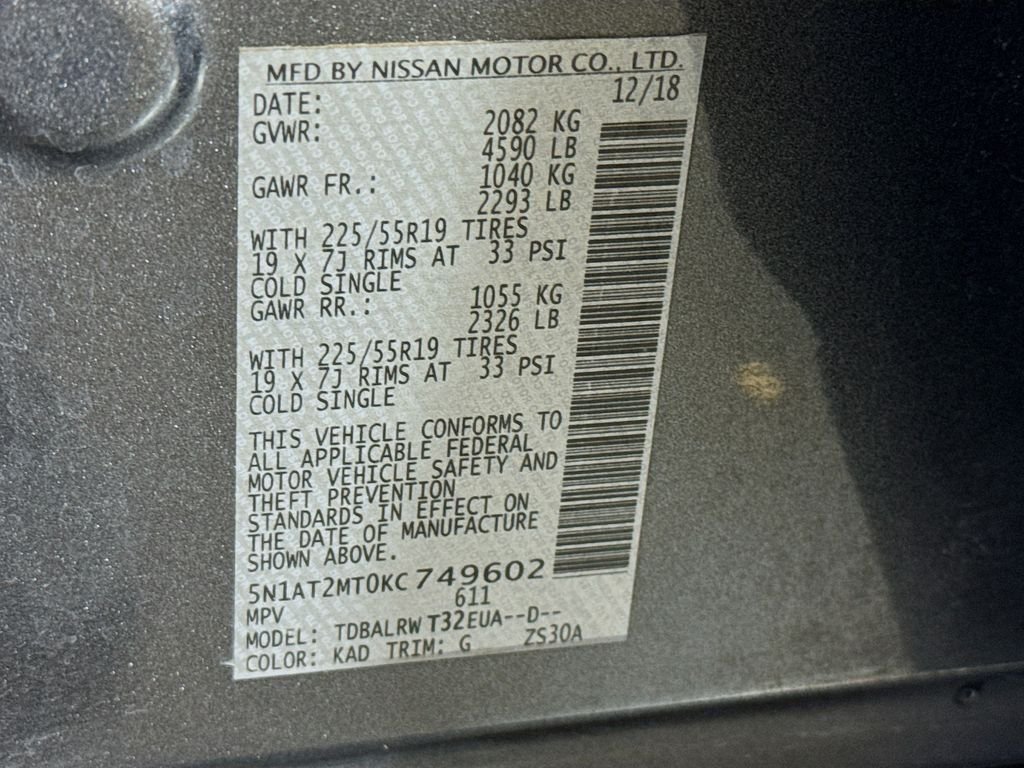 MFD BY NISSAN MOTOR CO., LTD.
DATE: 12/18
GVWR: 2082 KG
4590 LB
GAWR FR.: 1040 KG
2293 LB
WITH 225/55R19 TIRES
19 X 7J RIMS AT 33 PSI
COLD SINGLE
GAWR RR.: 1055 KG
2326 LB
WITH 225/55R19 TIRES
19 X 7J RIMS AT 33 PSI
COLD SINGLE
THIS VEHICLE CONFORMS TO
ALL APPLICABLE FEDERAL
MOTOR VEHICLE SAFETY AND
THEFT PREVENTION
STANDARDS IN EFFECT ON
THE DATE OF MANUFACTURE
SHOWN ABOVE.
5N1AT2MT0KC749602
MPV 611
MODEL: TDBALRW T32EUA--D--
COLOR: KAD TRIM: G ZS30A